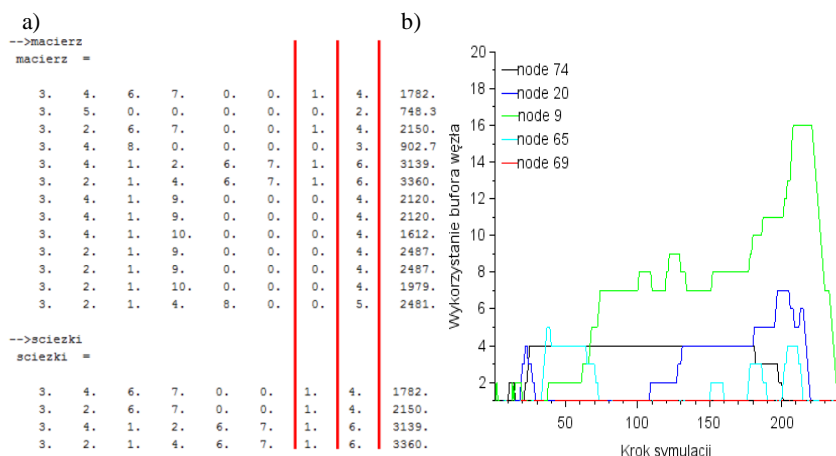 a)
-->macierz
macierz =
3. 4. 6. 7. 0. 0. 1. 4. 1782.
3. 5. 0. 0. 0. 0. 0. 2. 748.3
3. 2. 6. 7. 0. 0. 1. 4. 2150.
3. 4. 8. 0. 0. 0. 0. 3. 902.7
3. 4. 1. 2. 6. 7. 1. 6. 3139.
3. 2. 1. 4. 6. 7. 1. 6. 3360.
3. 4. 1. 9. 0. 0. 0. 4. 2120.
3. 4. 1. 9. 0. 0. 0. 4. 2120.
3. 4. 1. 10. 0. 0. 0. 4. 1612.
3. 2. 1. 9. 0. 0. 0. 4. 2487.
3. 2. 1. 9. 0. 0. 0. 4. 2487.
3. 2. 1. 10. 0. 0. 0. 4. 1979.
3. 2. 1. 4. 8. 0. 0. 5. 2481.
-->sciezki
sciezki =
3. 4. 6. 7. 0. 0. 1. 4. 1782.
3. 2. 6. 7. 0. 0. 1. 4. 2150.
3. 4. 1. 2. 6. 7. 1. 6. 3139.
3. 2. 1. 4. 6. 7. 1. 6. 3360.
b)
Wykorzystanie bufora węzła
20
18
16
14
12
10
8
6
4
2
node 74
node 20
node 9
node 65
node 69
50 100 150 200
Krok symulacji